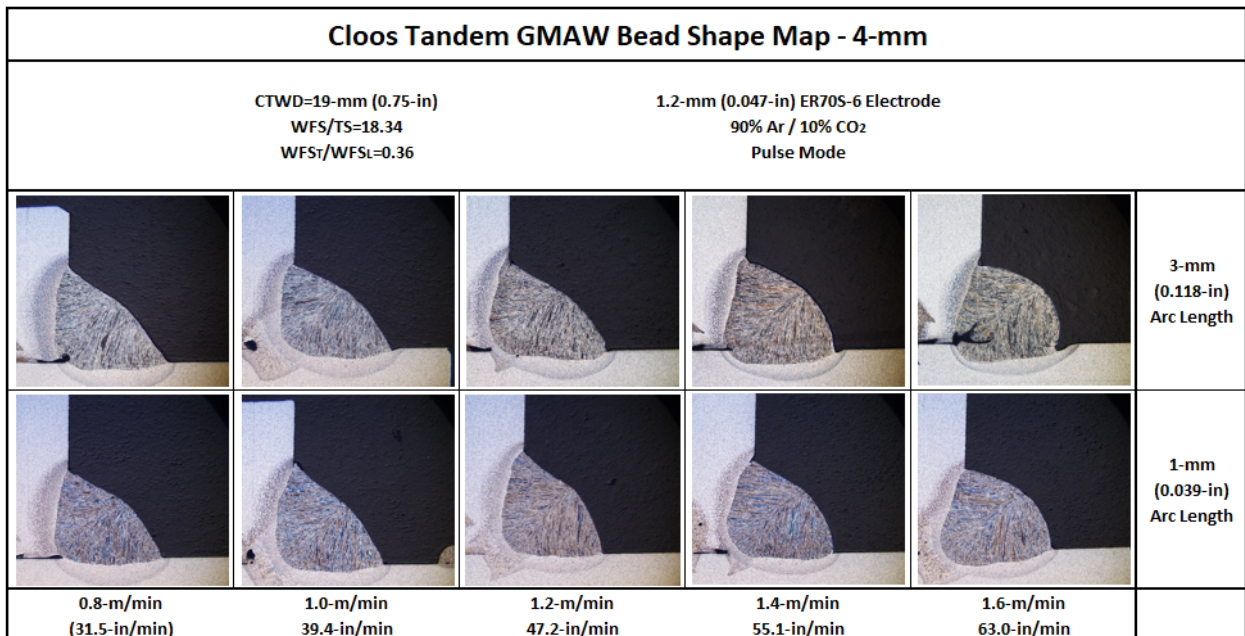 Cloos Tandem GMAW Bead Shape Map - 4-mm
CTWD=19-mm (0.75-in)
WFS/TS=18.34
WFST/WFSL=0.36
1.2-mm (0.047-in) ER70S-6 Electrode
90% Ar / 10% CO2
Pulse Mode
3-mm
(0.118-in)
Arc Length
1-mm
(0.039-in)
Arc Length
0.8-m/min
(31.5-in/min)
1.0-m/min
39.4-in/min
1.2-m/min
47.2-in/min
1.4-m/min
55.1-in/min
1.6-m/min
63.0-in/min